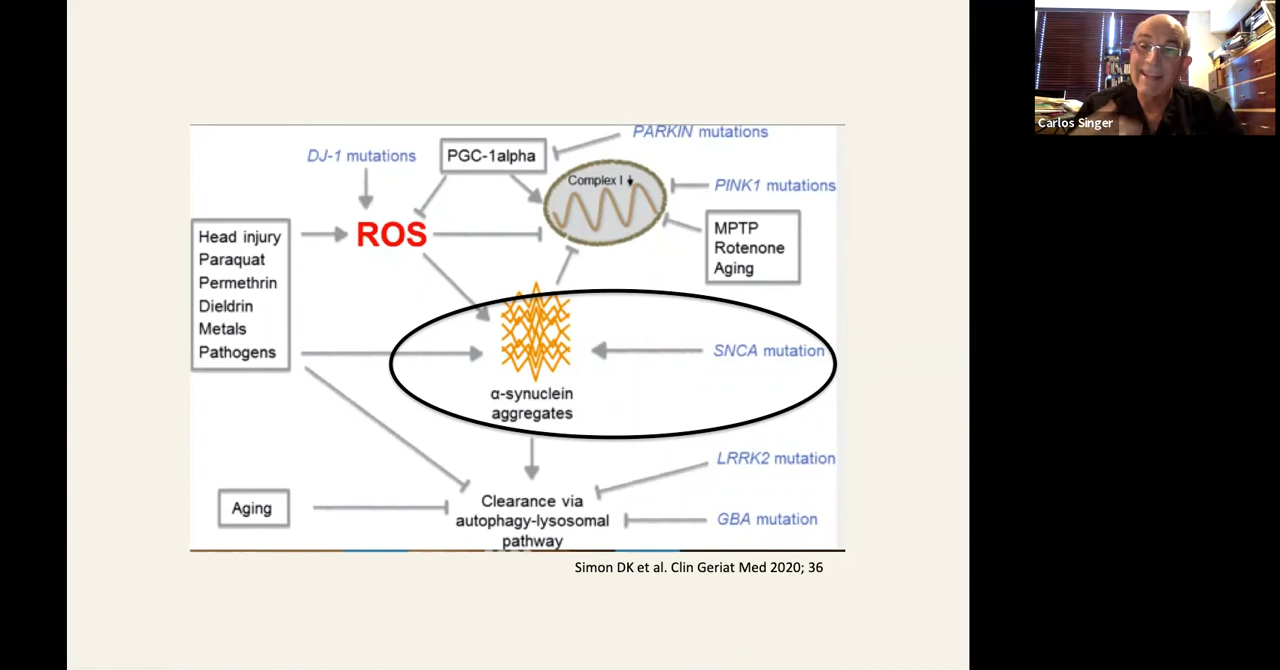 PARKIN mutations
DJ-1 mutations
PGC-1alpha
Complex I
PINK1 mutations
ROS
MPTP
Rotenone
Aging
Head injury
Paraquat
Permethrin
Dieldrin
Metals
Pathogens
SNCA mutation
α-synuclein
aggregates
LRRK2 mutation
Aging
Clearance via
autophagy-lysosomal
pathway
GBA mutation
Simon DK et al. Clin Geriat Med 2020; 36
Carlos Singer